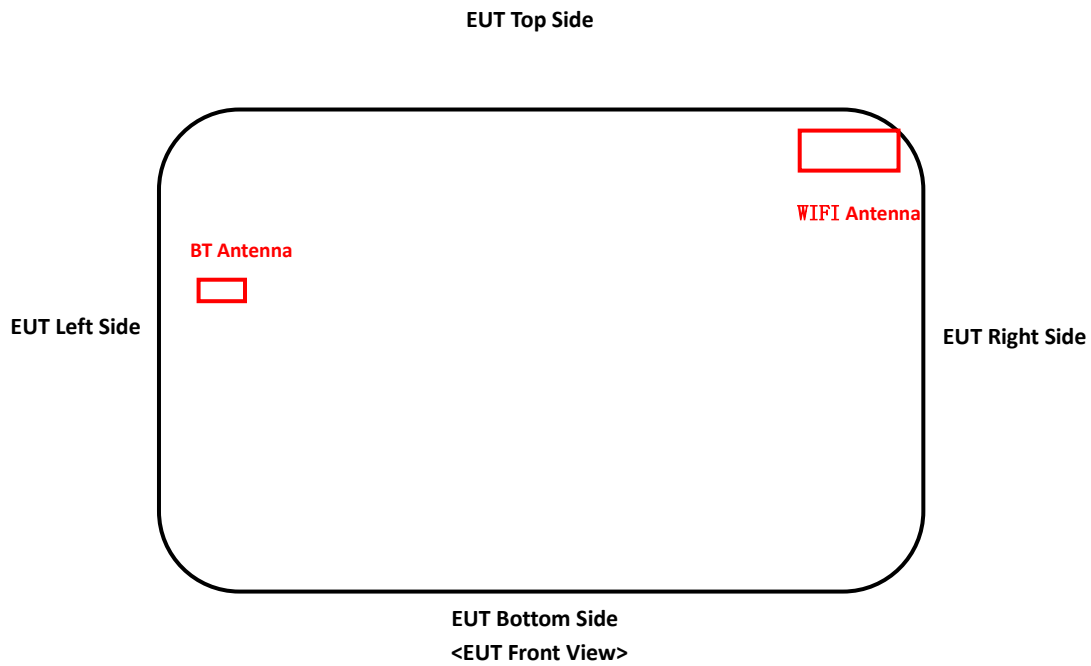 EUT Top Side
WIFI Antenna
BT Antenna
EUT Left Side
EUT Right Side
EUT Bottom Side
<EUT Front View>